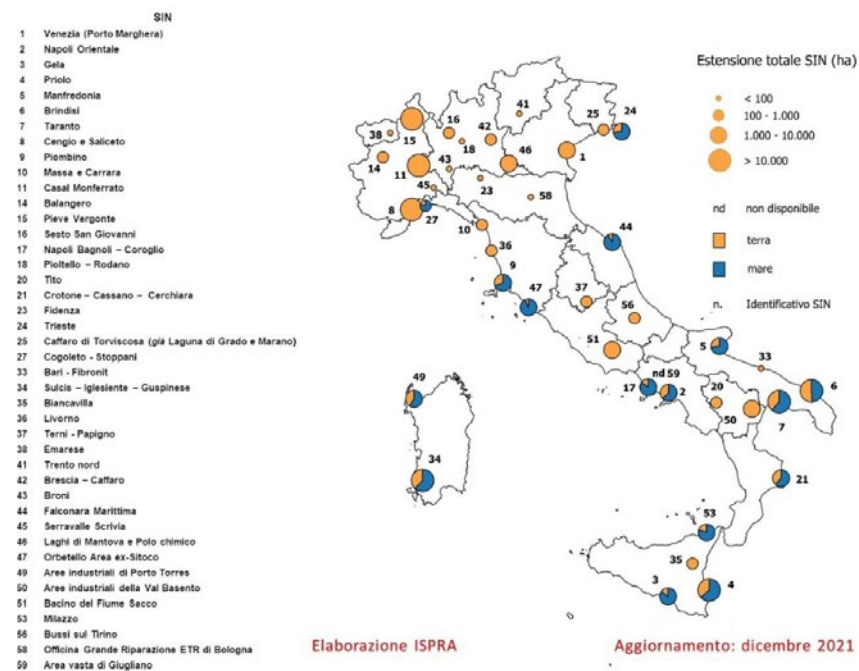 SIN
1 Venezia (Porto Marghera)
2 Napoli Orientale
3 Gela
4 Priolo
5 Manfredonia
6 Brindisi
7 Taranto
8 Cengio e Saliceto
9 Piombino
10 Massa e Carrara
11 Casal Monferrato
14 Balangero
15 Pieve Vergonte
16 Sesto San Giovanni
17 Napoli Bagnoli – Coroglio
18 Pioltello – Rodano
20 Tito
21 Crotone – Cassano – Cerchiara
23 Fidenza
24 Trieste
25 Caffaro di Torviscosa (già Laguna di Grado e Marano)
27 Cogoleto - Stoppani
33 Bari - Fibronit
34 Sulcis – Iglesiente – Guspinese
35 Biancavilla
36 Livorno
37 Terni - Papigno
38 Emarese
41 Trento nord
42 Brescia – Caffaro
43 Broni
44 Falconara Marittima
45 Serravalle Scrivia
46 Laghi di Mantova e Polo chimico
47 Orbetello Area ex-Sitoco
49 Aree industriali di Porto Torres
50 Aree industriali della Val Basento
51 Bacino del Fiume Sacco
53 Milazzo
56 Bussi sul Tirino
58 Officina Grande Riparazione ETR di Bologna
59 Area vasta di Giugliano
41
25
24
16
42
38
15
18
46
1
14
11
43
23
45
58
8
27
10
44
36
9
47
37
56
51
5
33
nd 59
17
2
20
50
6
7
49
34
21
53
35
3
4
Estensione totale SIN (ha)
< 100
100 - 1.000
1.000 - 10.000
> 10.000
nd non disponibile
terra
mare
n. Identificativo SIN
Elaborazione ISPRA
Aggiornamento: dicembre 2021